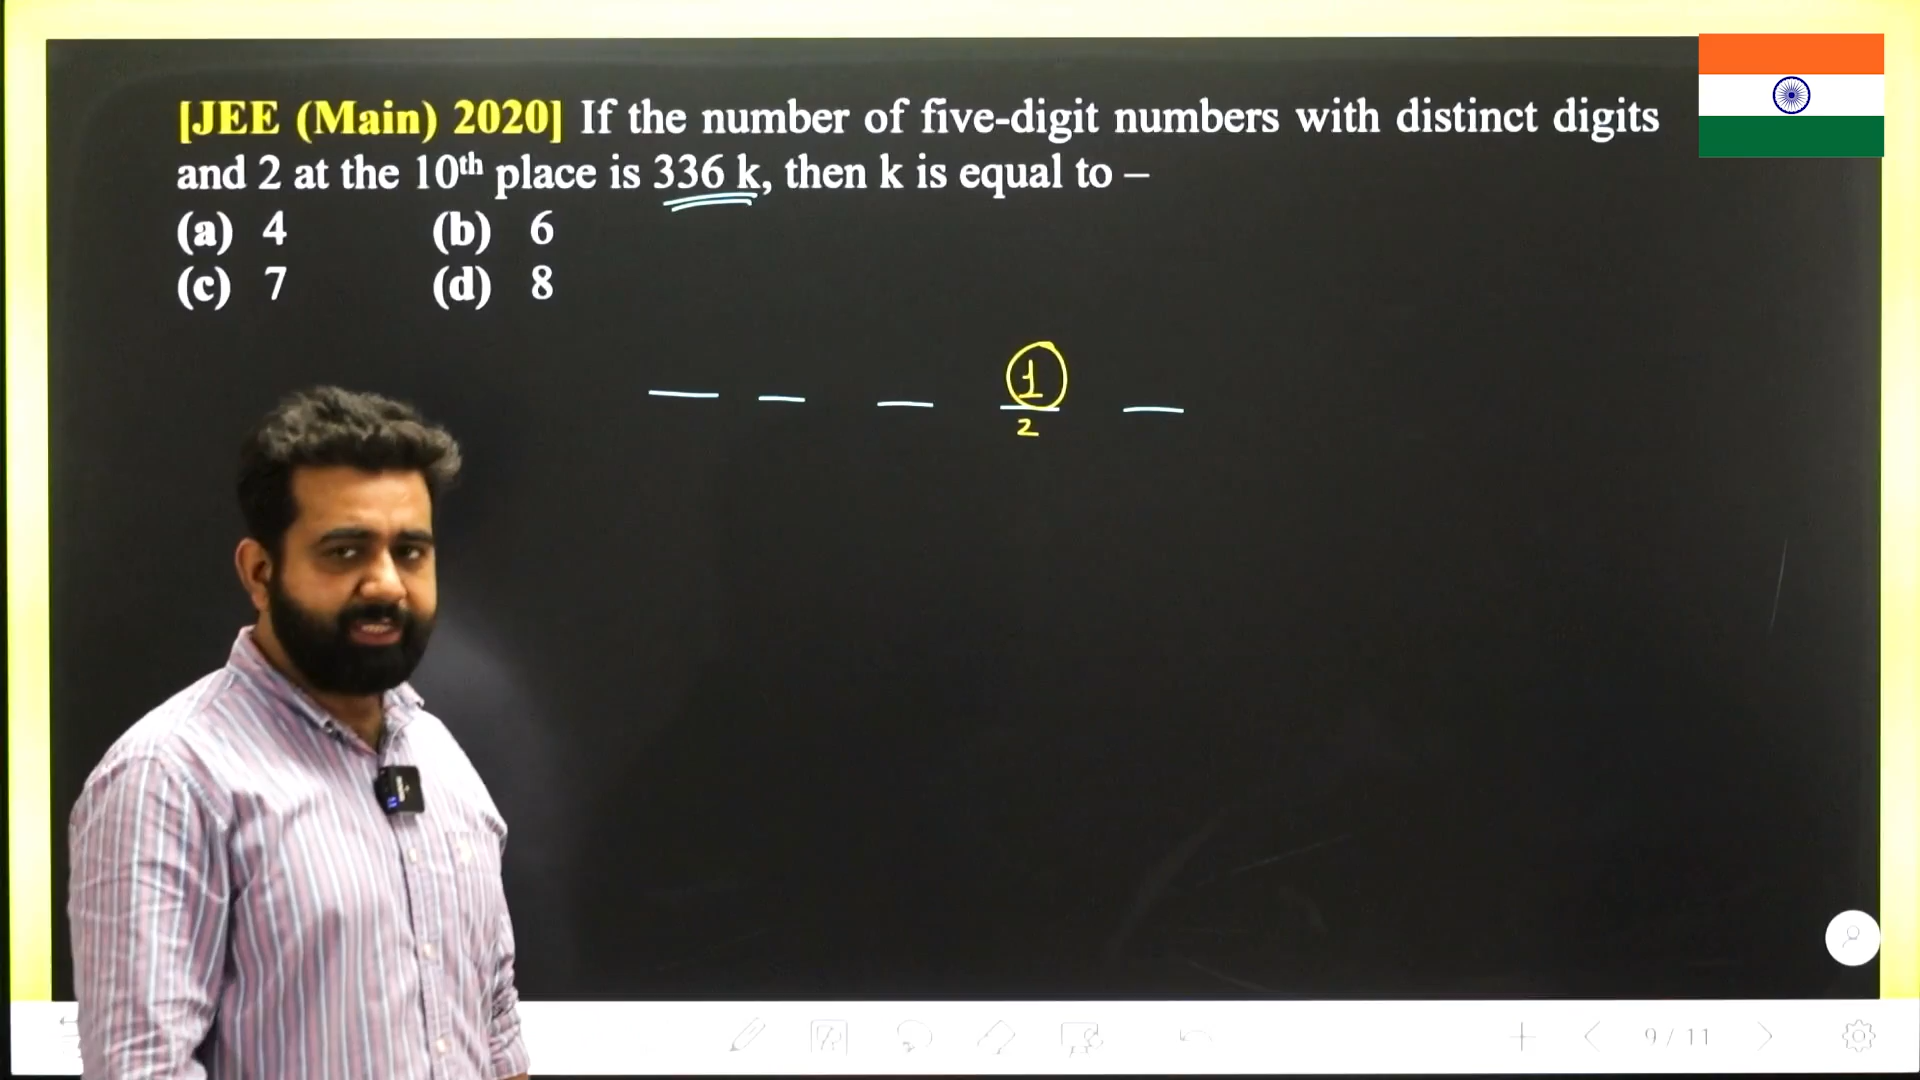 [JEE (Main) 2020] If the number of five-digit numbers with distinct digits
and 2 at the 10th place is 336 k, then k is equal to –
(a) 4 (b) 6
(c) 7 (d) 8
1
2
9 / 11